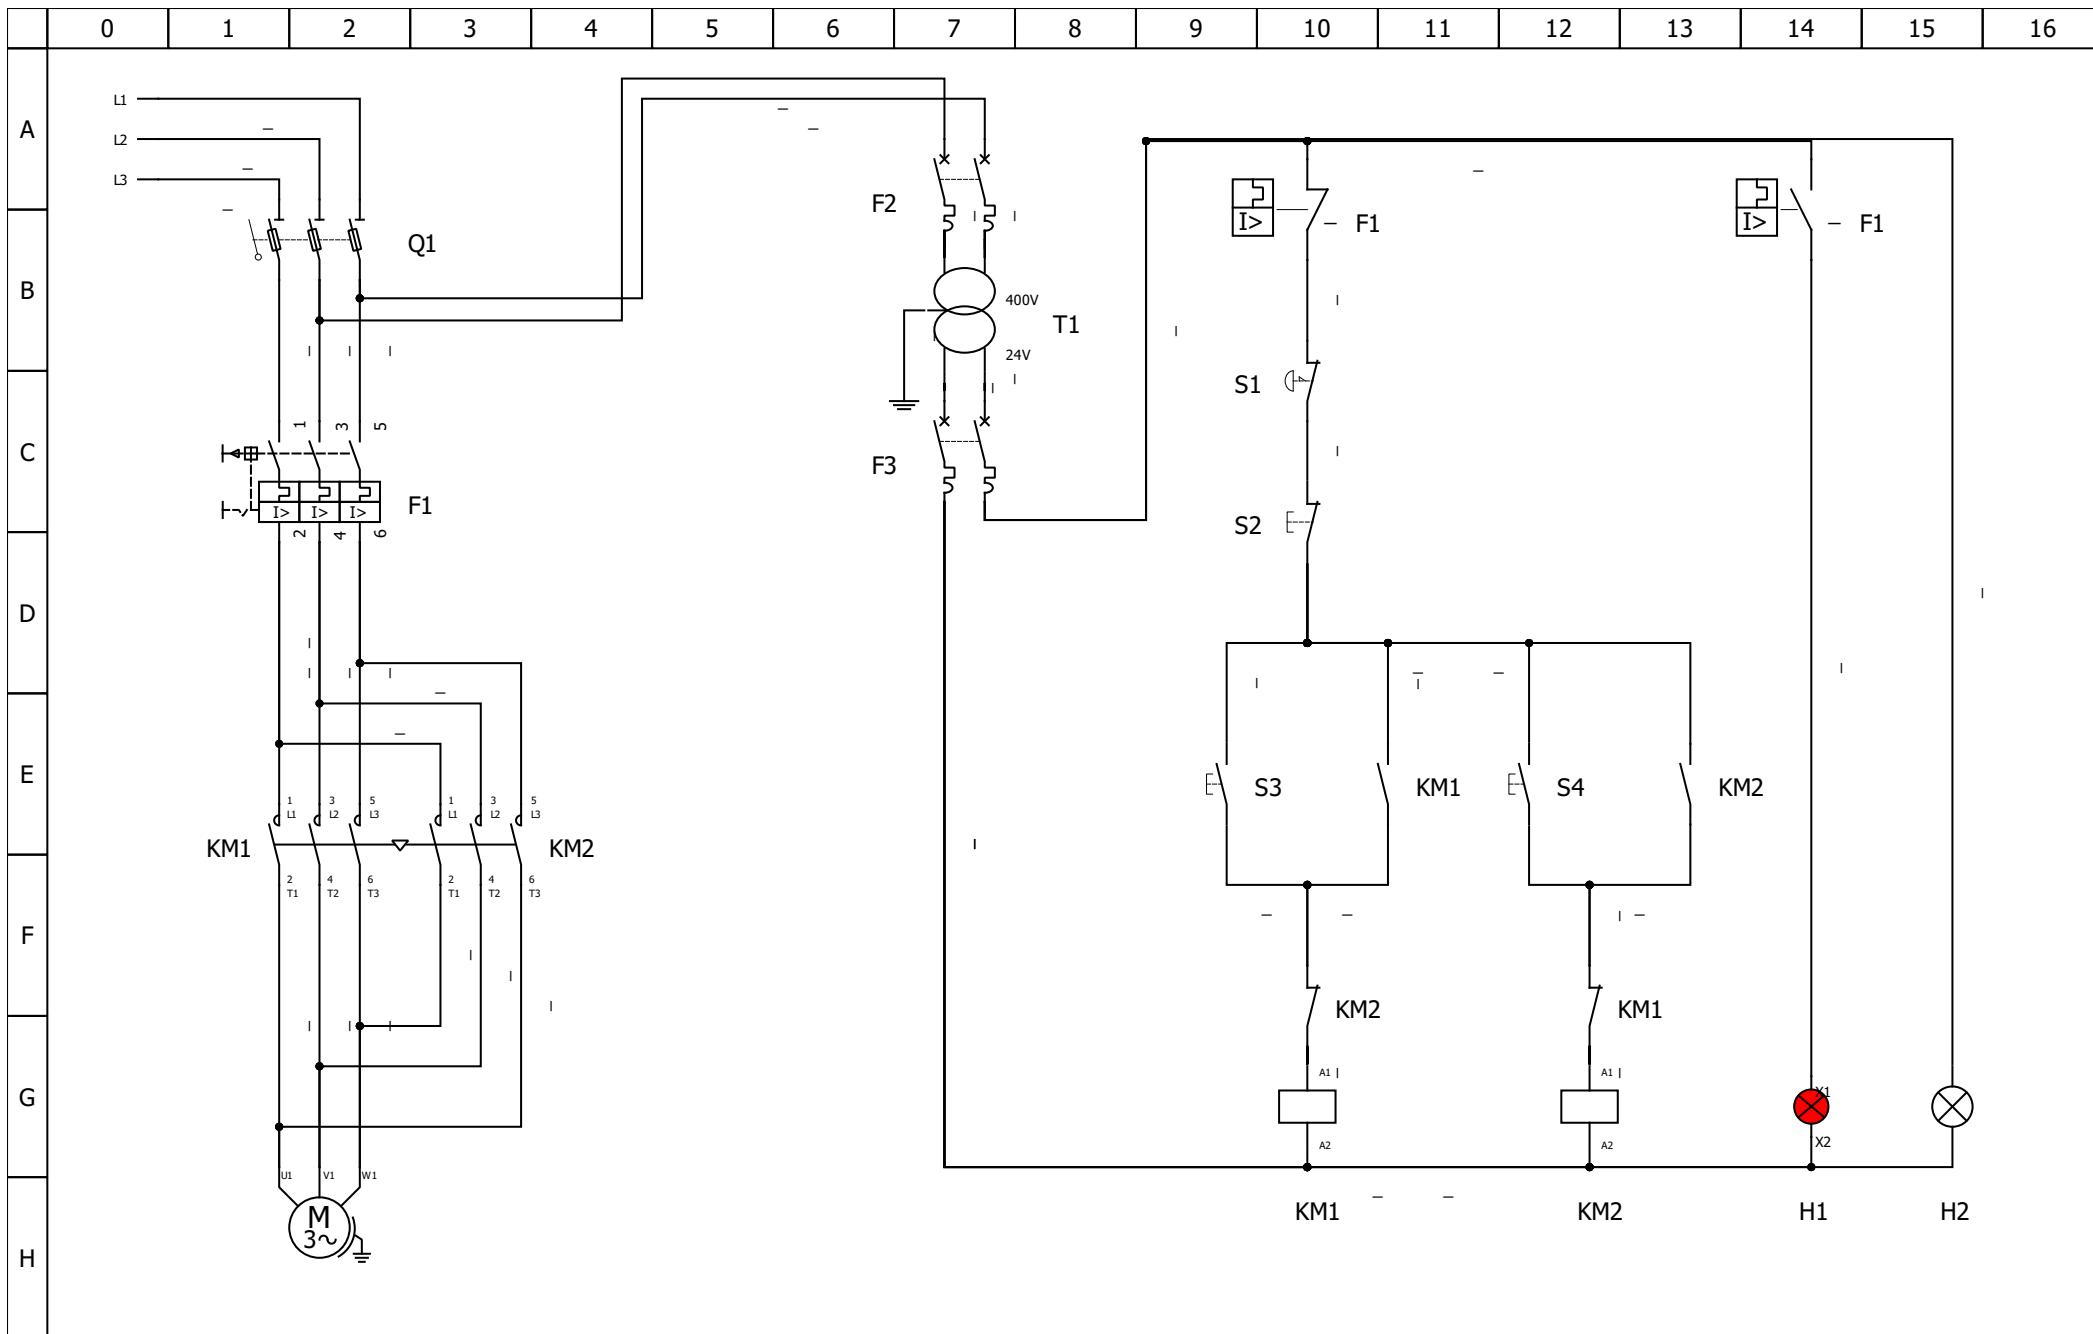 0 1 2 3 4 5 6 7 8 9 10 11 12 13 14 15 16
A
L1
L2
L3
F2
I> F1
I> F1
Q1
B
400V
T1
24V
S1
1 3 5
C
F3
I> I> I>
F1
S2
2 4 6
D
E
S3 KM1 S4 KM2
1 3 5 1 3 5
L1 L2 L3 L1 L2 L3
KM1 KM2
2 4 6 2 4 6
T1 T2 T3 T1 T2 T3
F
KM2 KM1
A1 A1 X1
G
A2 A2 X2
U1 V1 W1
KM1 KM2 H1 H2
M
3~
H